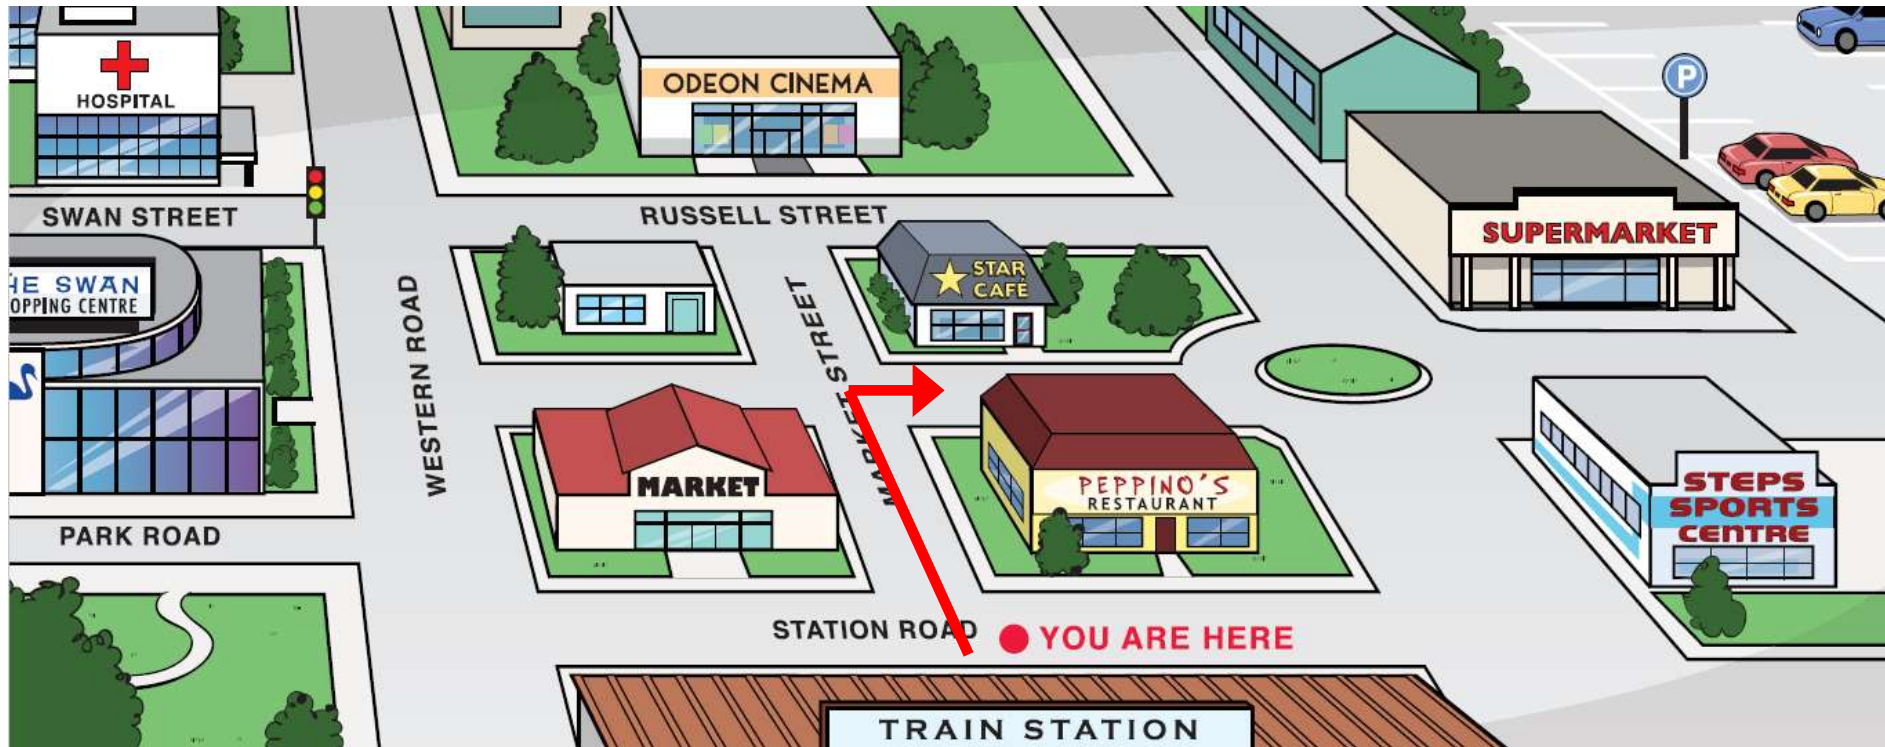 HOSPITAL
ODEON CINEMA
P
SWAN STREET
RUSSELL STREET
SUPERMARKET
HE SWAN
OPPING CENTRE
STAR
CAFÉ
WESTERN ROAD
MARKET STREET
MARKET
PEPPINO'S
RESTAURANT
STEPS
SPORTS
CENTRE
PARK ROAD
STATION ROAD
YOU ARE HERE
TRAIN STATION